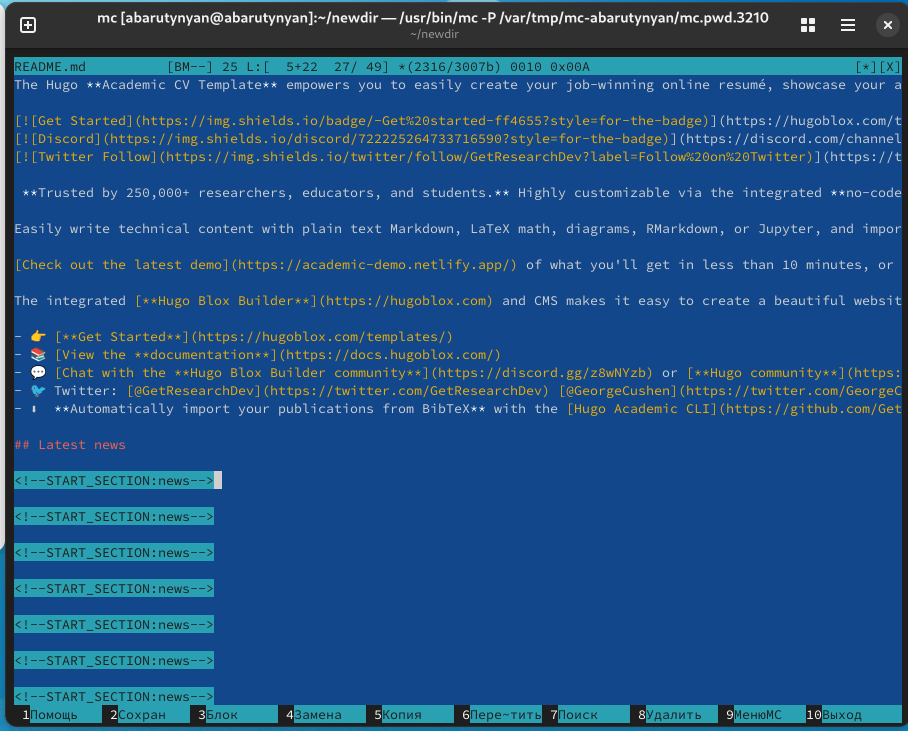 mc [abarutynyan@abarutynyan]:~/newdir — /usr/bin/mc -P /var/tmp/mc-abarutynyan/mc.pwd.3210
~/newdir
README.md [BM--] 25 L:[ 5+22 27/ 49] *(2316/3007b) 0010 0x00A [*][X]
The Hugo **Academic CV Template** empowers you to easily create your job-winning online resumé, showcase your a
[![Get Started](https://img.shields.io/badge/-Get%20started-ff4655?style=for-the-badge)](https://hugoblox.com/t
[![Discord](https://img.shields.io/discord/722225264733716590?style=for-the-badge)](https://discord.com/channel
[![Twitter Follow](https://img.shields.io/twitter/follow/GetResearchDev?label=Follow%20on%20Twitter)](https://t
**Trusted by 250,000+ researchers, educators, and students.** Highly customizable via the integrated **no-code
Easily write technical content with plain text Markdown, LaTeX math, diagrams, RMarkdown, or Jupyter, and impor
[Check out the latest demo](https://academic-demo.netlify.app/) of what you'll get in less than 10 minutes, or
The integrated [**Hugo Blox Builder**](https://hugoblox.com) and CMS makes it easy to create a beautiful websit
- 👉 [**Get Started**](https://hugoblox.com/templates/)
- 📚 [View the **documentation**](https://docs.hugoblox.com/)
- 💬 [Chat with the **Hugo Blox Builder community**](https://discord.gg/z8wNYzb) or [**Hugo community**](https:
- 🐦 Twitter: [@GetResearchDev](https://twitter.com/GetResearchDev) [@GeorgeCushen](https://twitter.com/GeorgeC
- ⬇ **Automatically import your publications from BibTeX** with the [Hugo Academic CLI](https://github.com/Get
## Latest news
<!--START_SECTION:news-->
<!--START_SECTION:news-->
<!--START_SECTION:news-->
<!--START_SECTION:news-->
<!--START_SECTION:news-->
<!--START_SECTION:news-->
<!--START_SECTION:news-->
1Помощь 2Сохран 3Блок 4Замена 5Копия 6Пере~тить 7Поиск 8Удалить 9МенюMC 10Выход